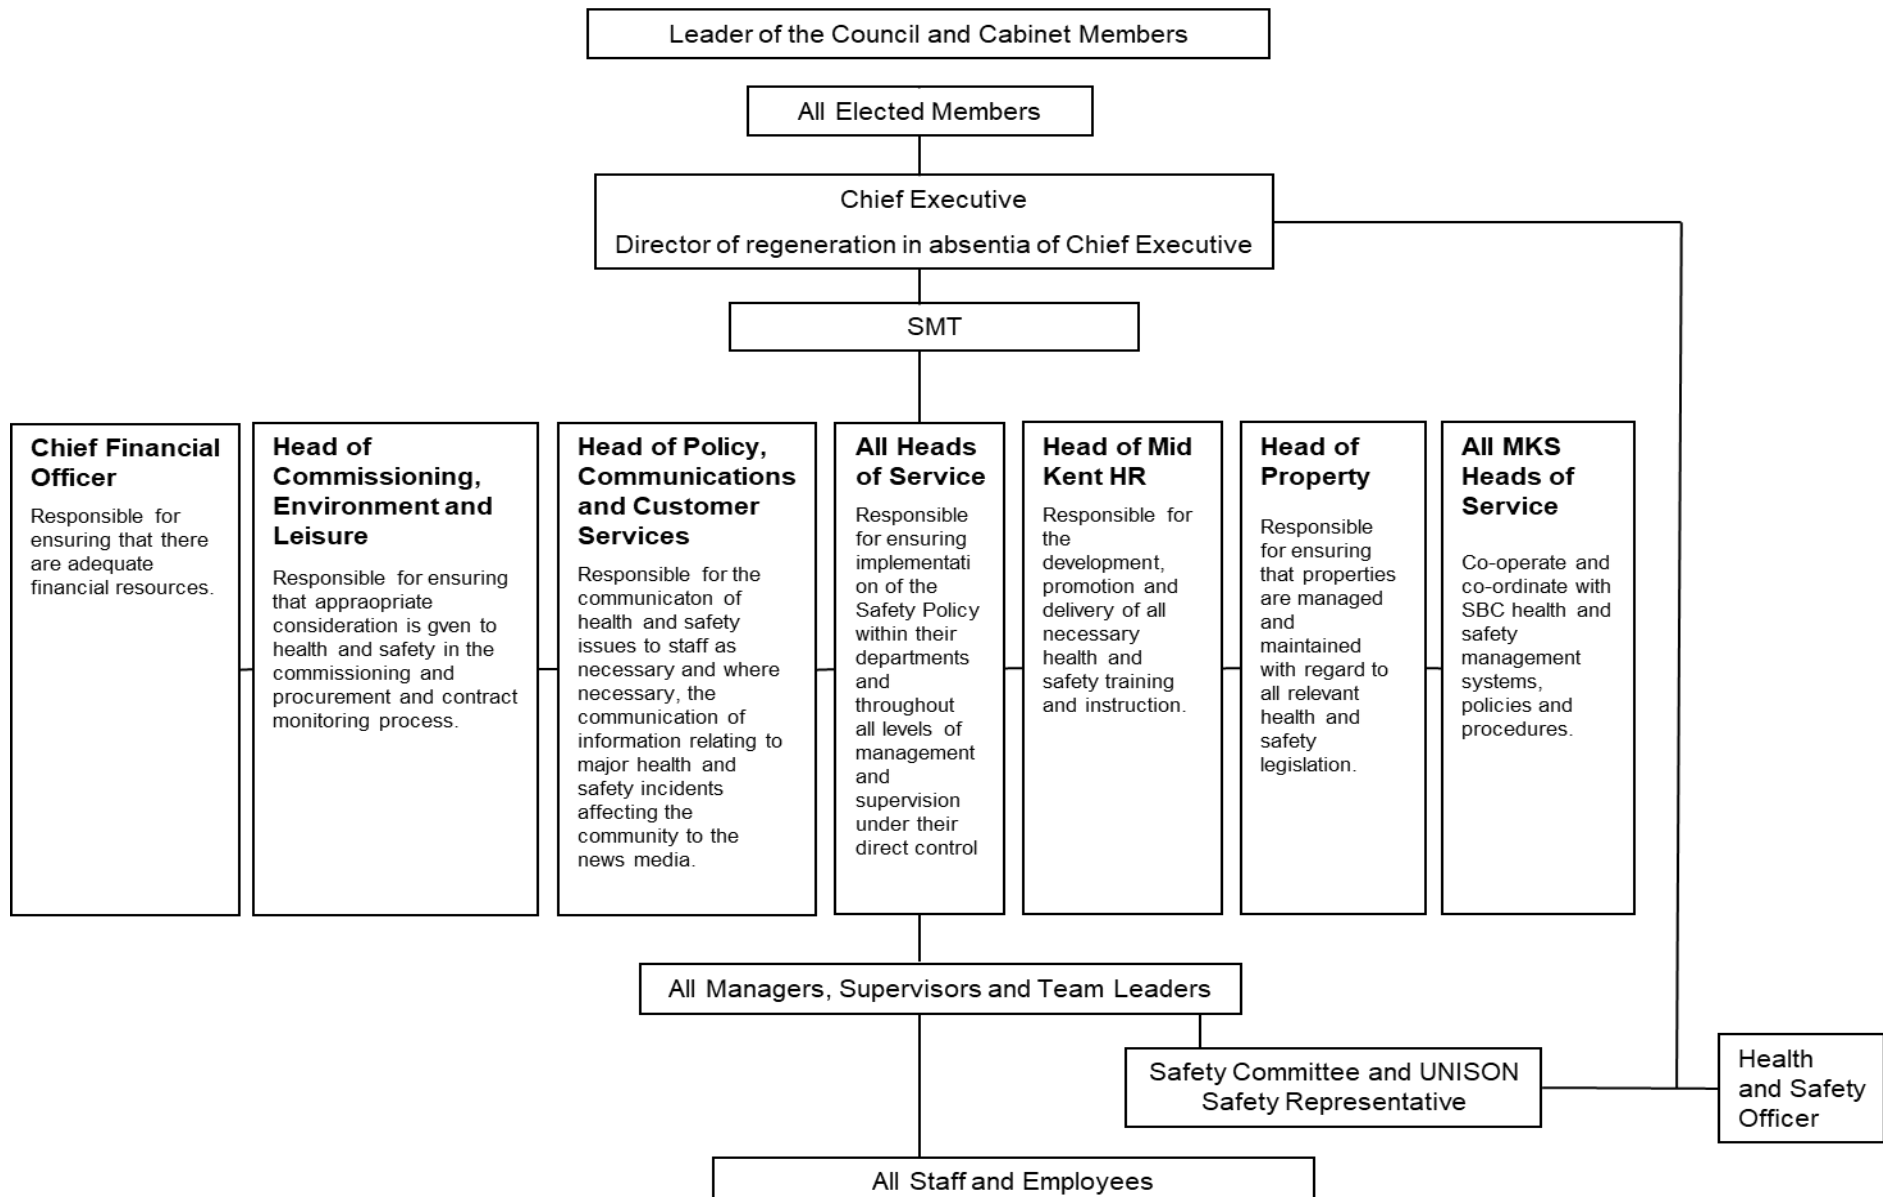 Leader of the Council and Cabinet Members
All Elected Members
Chief Executive
Director of regeneration in absentia of Chief Executive
SMT
Chief Financial
Officer
Responsible for
ensuring that there
are adequate
financial resources.
Head of
Commissioning,
Environment and
Leisure
Responsible for ensuring
that appraopriate
consideration is gven to
health and safety in the
commissioning and
procurement and contract
monitoring process.
Head of Policy,
Communications
and Customer
Services
Responsible for the
communicaton of
health and safety
issues to staff as
necessary and where
necessary, the
communication of
information relating to
major health and
safety incidents
affecting the
community to the
news media.
All Heads
of Service
Responsible
for ensuring
implementati
on of the
Safety Policy
within their
departments
and
throughout
all levels of
management
and
supervision
under their
direct control
Head of Mid
Kent HR
Responsible for
the
development,
promotion and
delivery of all
necessary
health and
safety training
and instruction.
Head of
Property
Responsible
for ensuring
that properties
are managed
and
maintained
with regard to
all relevant
health and
safety
legislation.
All MKS
Heads of
Service
Co-operate and
co-ordinate with
SBC health and
safety
management
systems,
policies and
procedures.
All Managers, Supervisors and Team Leaders
Safety Committee and UNISON
Safety Representative
Health
and Safety
Officer
All Staff and Employees